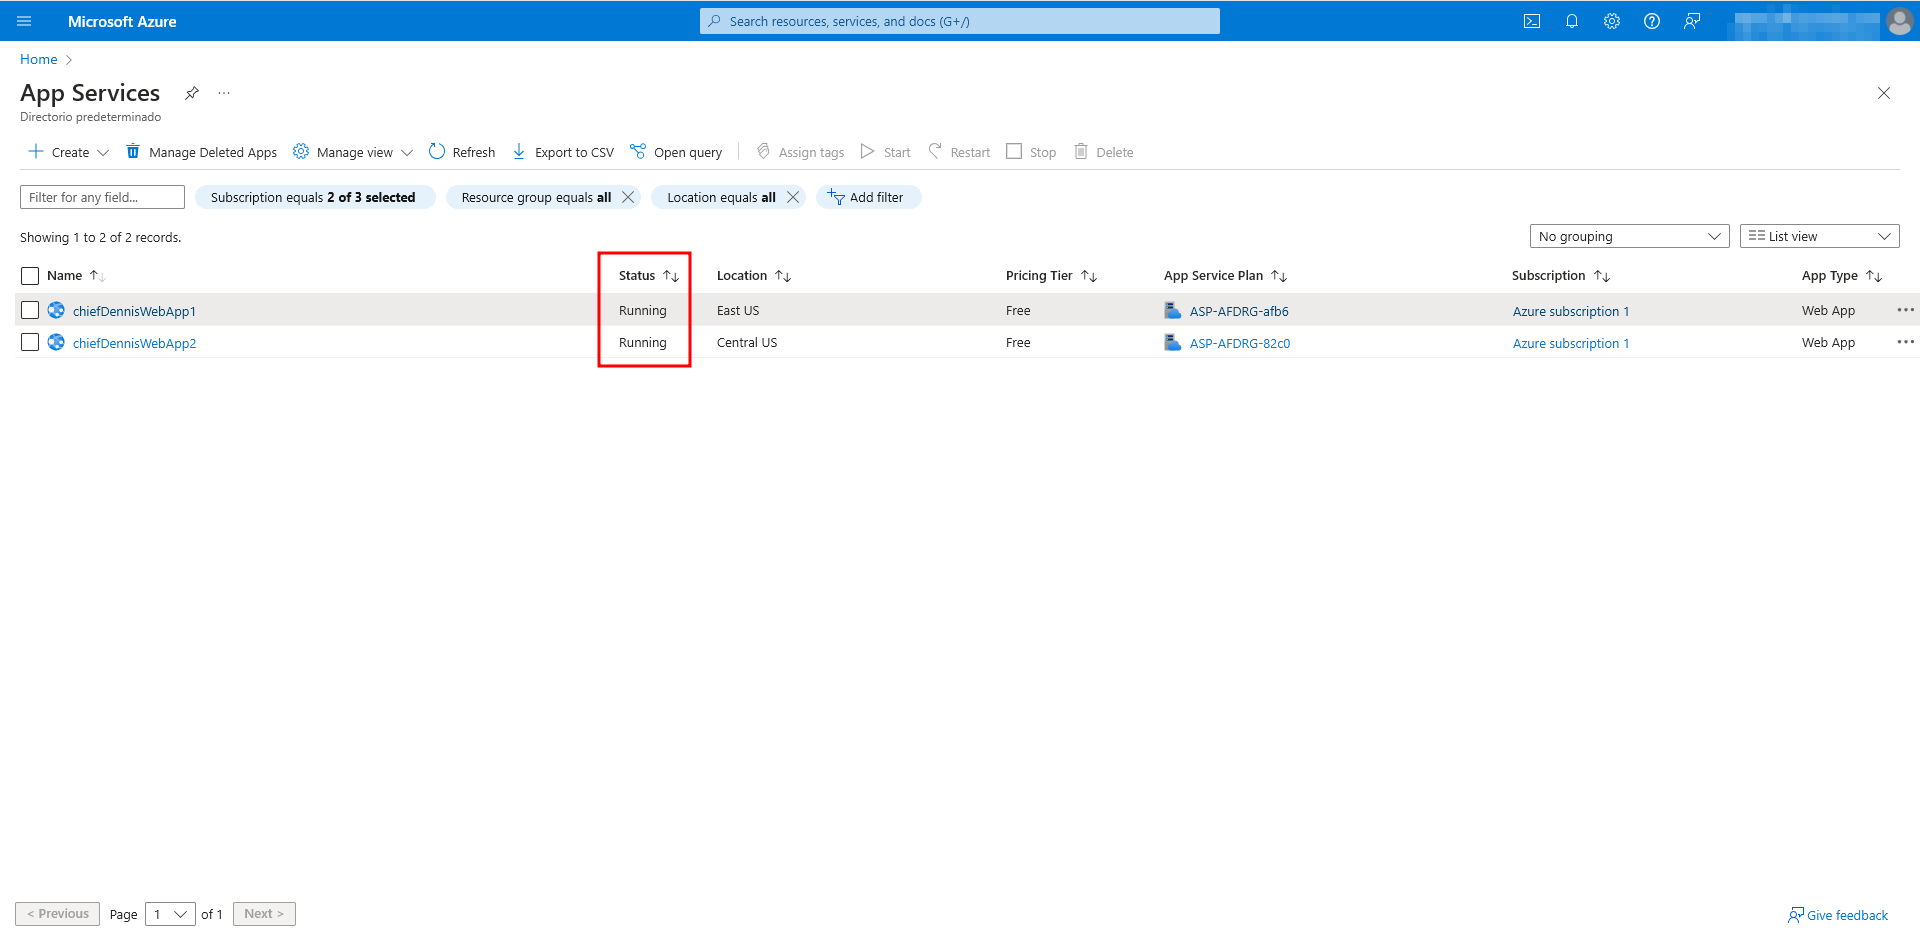 Microsoft Azure
Search resources, services, and docs (G+/)
Home
App Services
Directorio predeterminado
Create
Manage Deleted Apps
Manage view
Refresh
Export to CSV
Open query
Assign tags
Start
Restart
Stop
Delete
Filter for any field...
Subscription equals 2 of 3 selected
Resource group equals all
Location equals all
Add filter
Showing 1 to 2 of 2 records.
No grouping
List view
Name Status Location Pricing Tier App Service Plan Subscription App Type
chiefDennisWebApp1 Running East US Free ASP-AFDRG-afb6 Azure subscription 1 Web App
chiefDennisWebApp2 Running Central US Free ASP-AFDRG-82c0 Azure subscription 1 Web App
< Previous Page 1 of 1 Next >
Give feedback